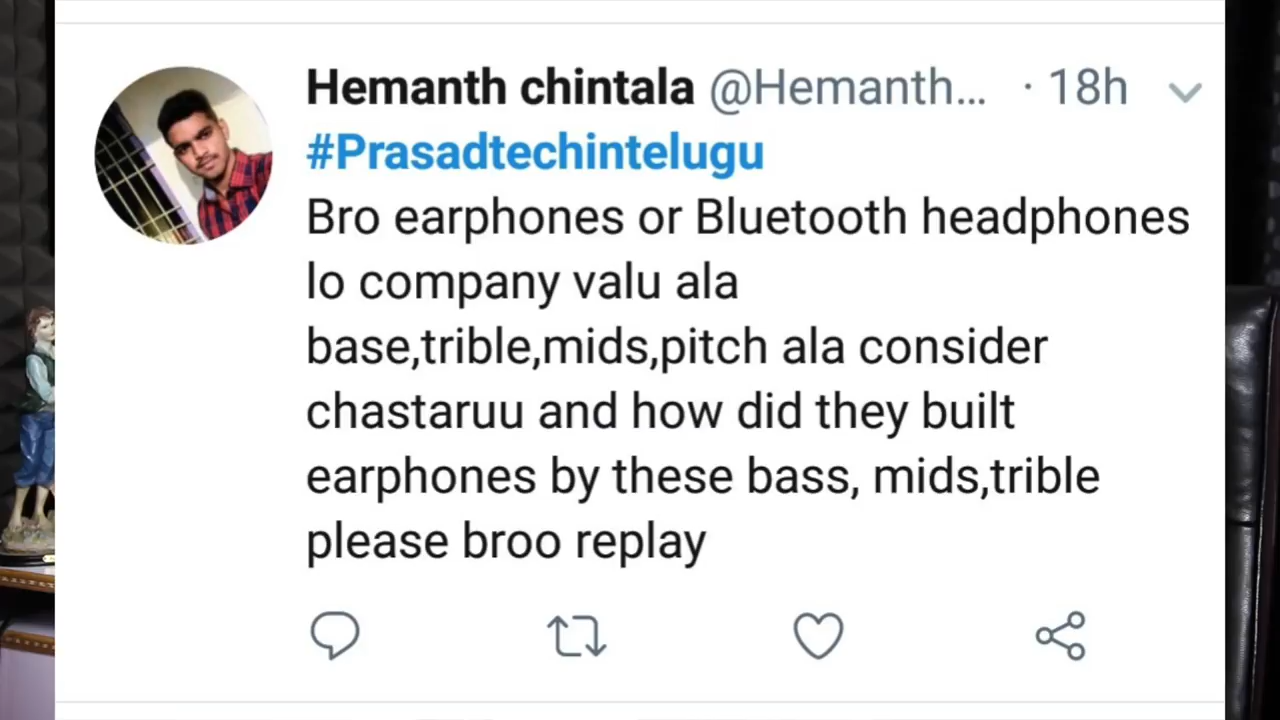 Hemanth chintala @Hemanth... · 18h
#Prasadtechintelugu
Bro earphones or Bluetooth headphones
lo company valu ala
base,trible,mids,pitch ala consider
chastaruu and how did they built
earphones by these bass, mids,trible
please broo replay